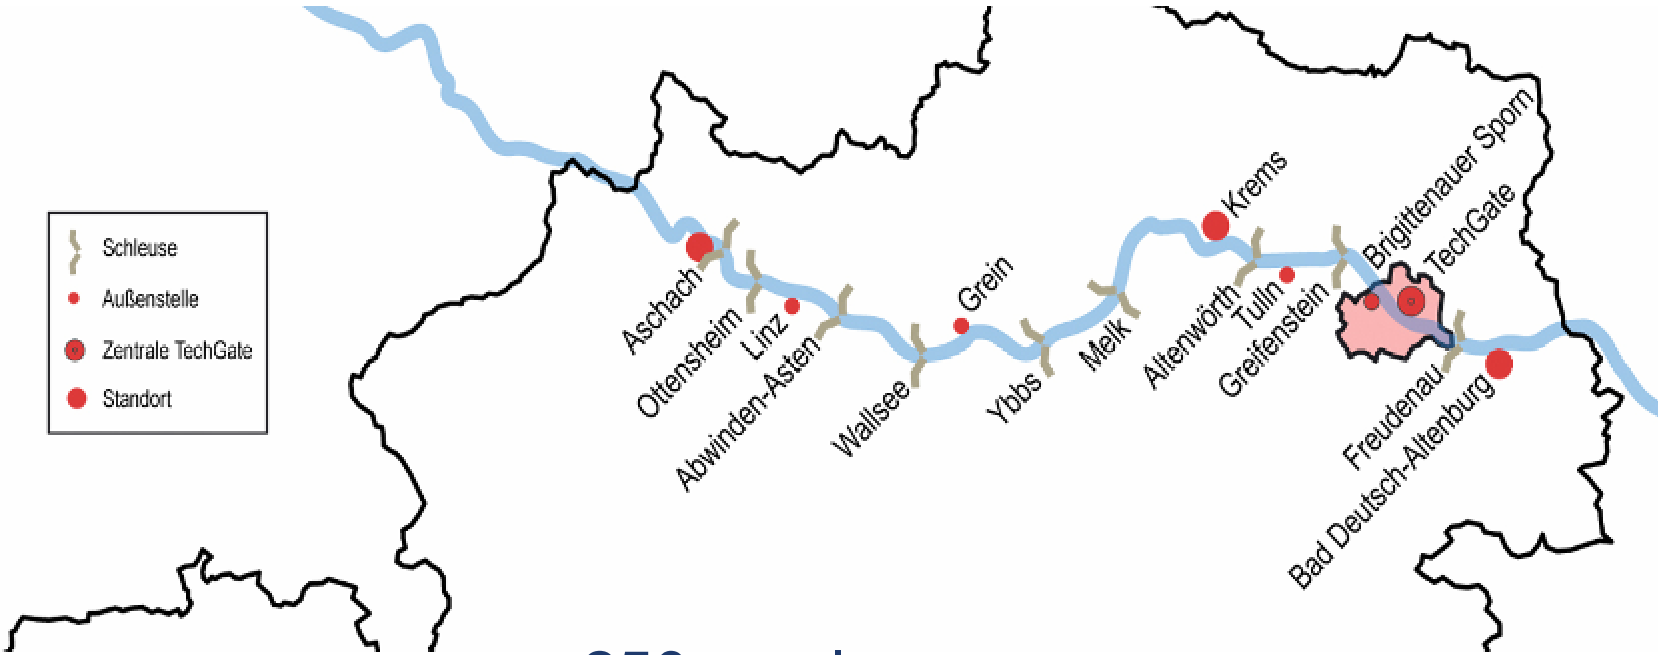 Schleuse
Außenstelle
Zentrale TechGate
Standort
Aschach
Ottensheim
Linz
Abwinden-Asten
Wallsee
Grein
Ybbs
Melk
Krems
Altenwörth
Tulln
Greifenstein
Brigittenauer Sporn
TechGate
Freudenau
Bad Deutsch-Altenburg